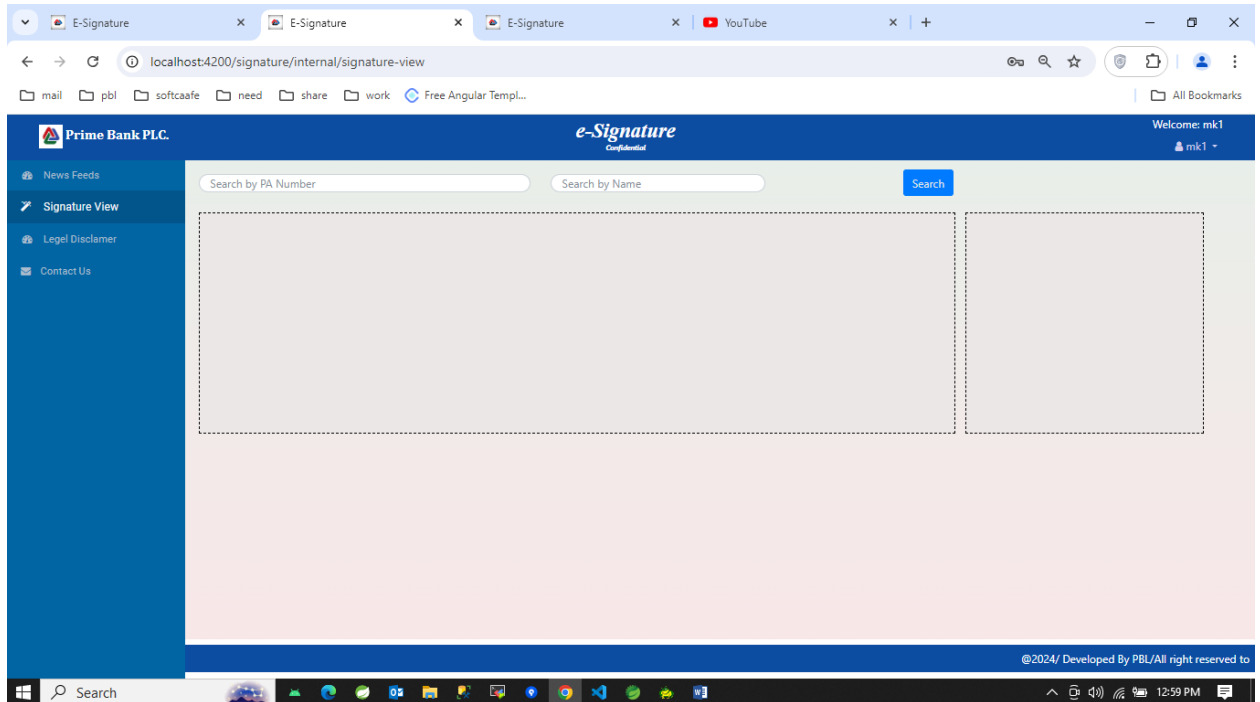 E-Signature
E-Signature
E-Signature
YouTube
localhost:4200/signature/internal/signature-view
mail pbl softcaafe need share work Free Angular Templ... All Bookmarks
Prime Bank PLC.
e-Signature
Confidential
Welcome: mk1
mk1
News Feeds
Signature View
Legel Disclamer
Contact Us
Search by PA Number
Search by Name
Search
@2024/ Developed By PBL/All right reserved to
Search
12:59 PM